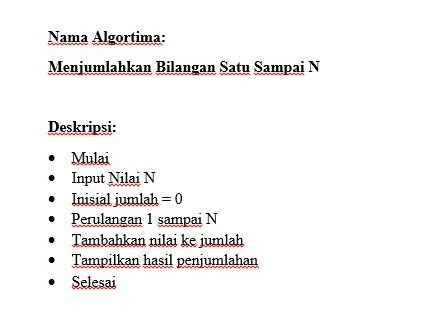 Nama Algortima:
Menjumlahkan Bilangan Satu Sampai N
Deskripsi:
• Mulai
• Input Nilai N
• Inisial jumlah = 0
• Perulangan 1 sampai N
• Tambahkan nilai ke jumlah
• Tampilkan hasil penjumlahan
• Selesai